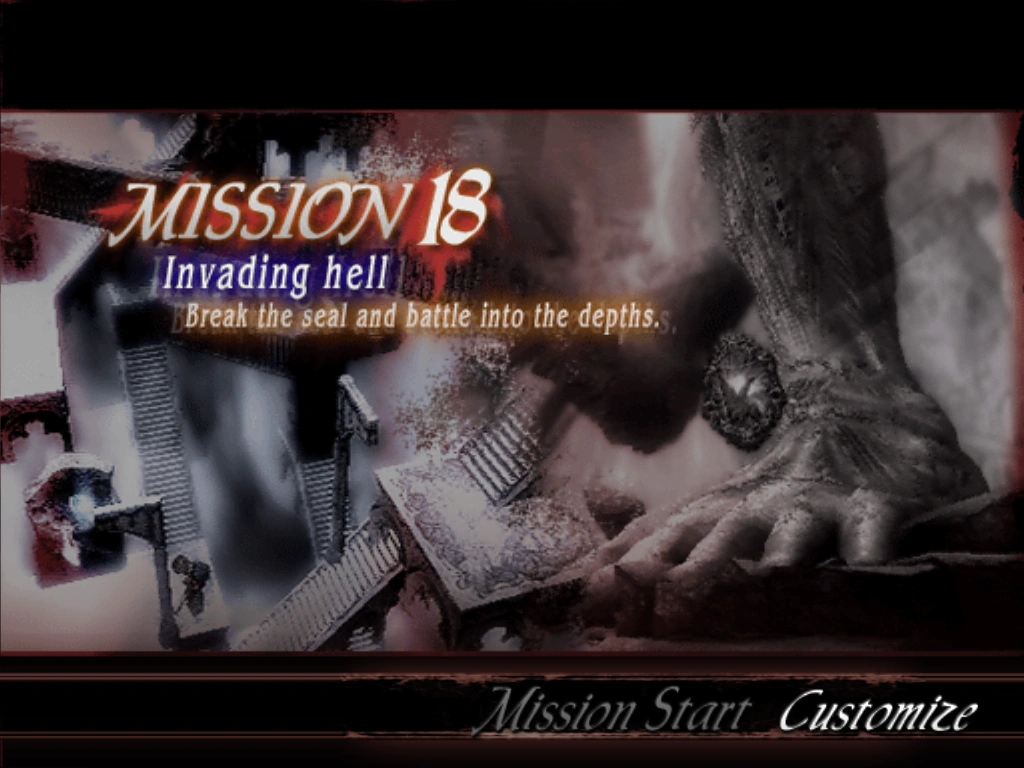 MISSION 18
Invading hell
Break the seal and battle into the depths.
Mission Start Customize